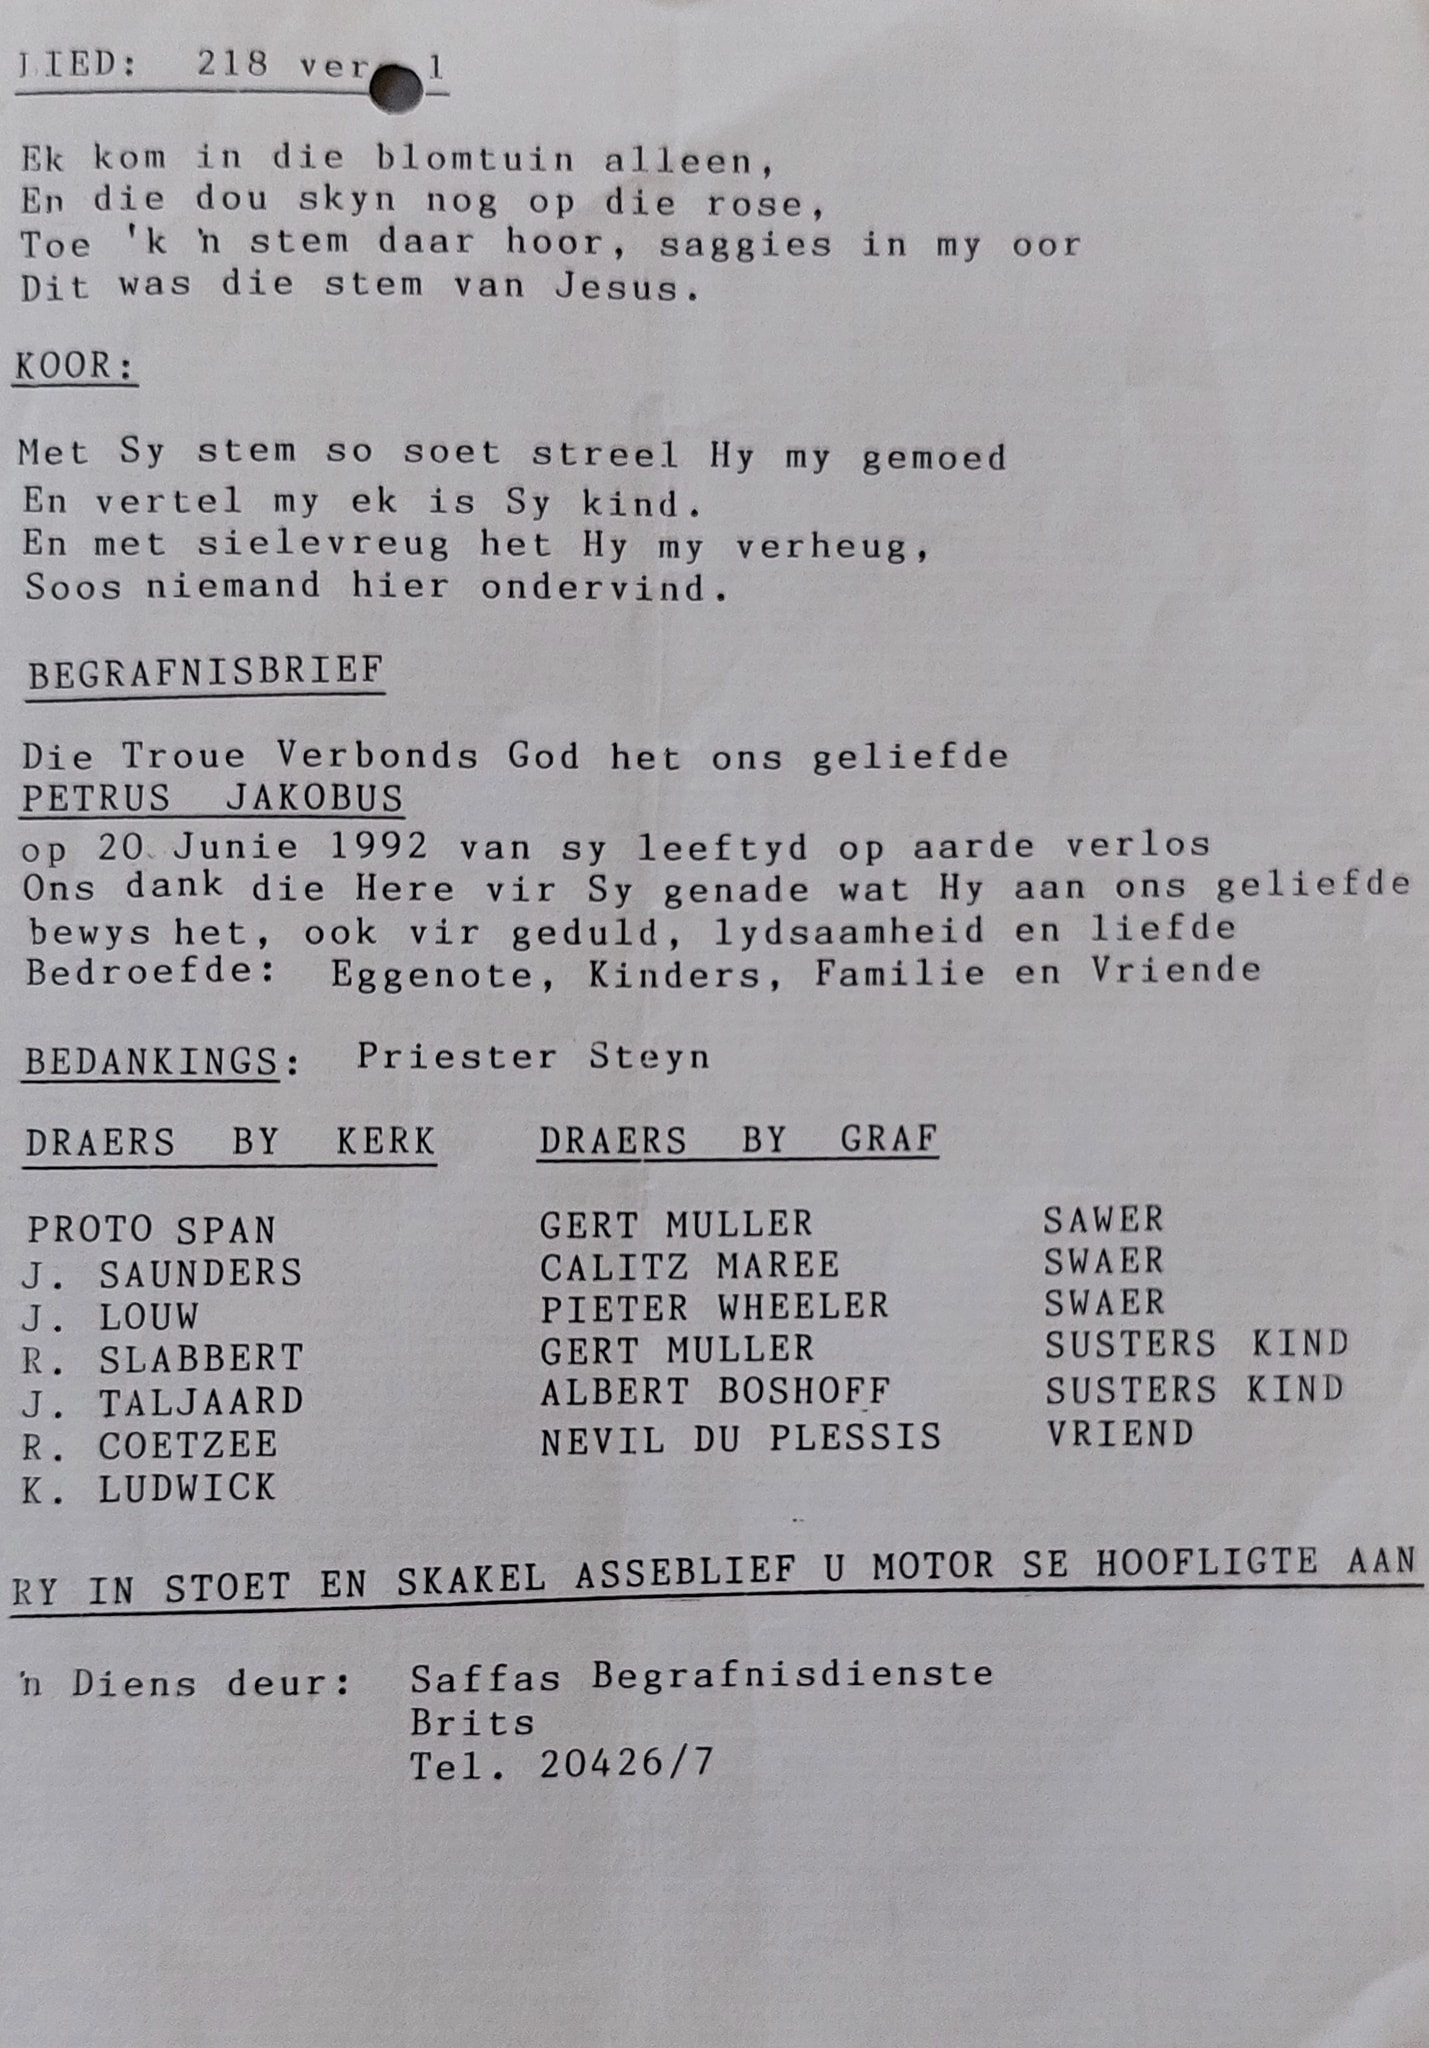 LIED: 218 vers 1
Ek kom in die blomtuin alleen,
En die dou skyn nog op die rose,
Toe 'k 'n stem daar hoor, saggies in my oor
Dit was die stem van Jesus.
KOOR:
Met Sy stem so soet streel Hy my gemoed
En vertel my ek is Sy kind.
En met sielevreug het Hy my verheug,
Soos niemand hier ondervind.
BEGRAFNISBRIEF
Die Troue Verbonds God het ons geliefde
PETRUS JAKOBUS
op 20 Junie 1992 van sy leeftyd op aarde verlos
Ons dank die Here vir Sy genade wat Hy aan ons geliefde
bewys het, ook vir geduld, lydsaamheid en liefde
Bedroefde: Eggenote, Kinders, Familie en Vriende
BEDANKINGS: Priester Steyn
DRAERS BY KERK DRAERS BY GRAF
PROTO SPAN GERT MULLER SAWER
J. SAUNDERS CALITZ MAREE SWAER
J. LOUW PIETER WHEELER SWAER
R. SLABBERT GERT MULLER SUSTERS KIND
J. TALJAARD ALBERT BOSHOFF SUSTERS KIND
R. COETZEE NEVIL DU PLESSIS VRIEND
K. LUDWICK
RY IN STOET EN SKAKEL ASSEBLIEF U MOTOR SE HOOFLIGTE AAN
'n Diens deur: Saffas Begrafnisdienste
Brits
Tel. 20426/7